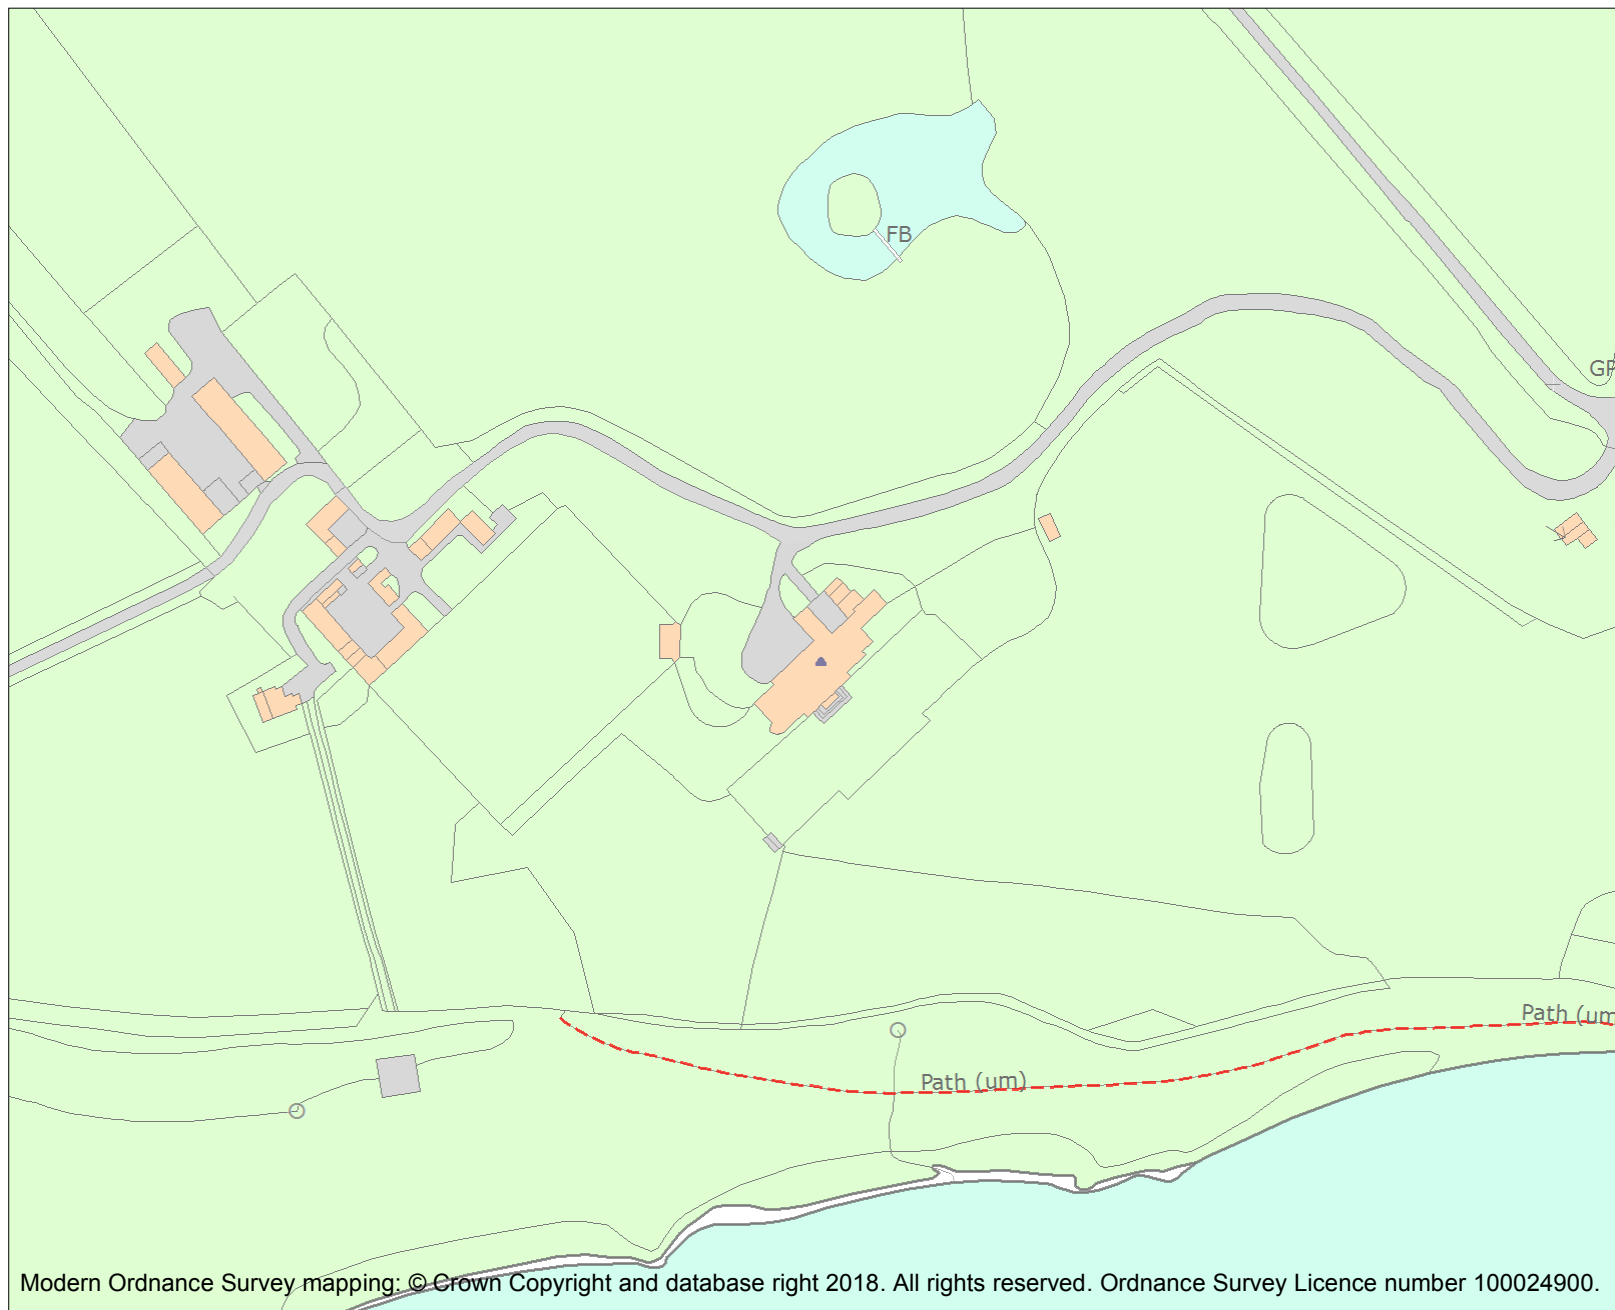 FB
GP
Path (um
Path (um)
Modern Ordnance Survey mapping: © Crown Copyright and database right 2018. All rights reserved. Ordnance Survey Licence number 100024900.